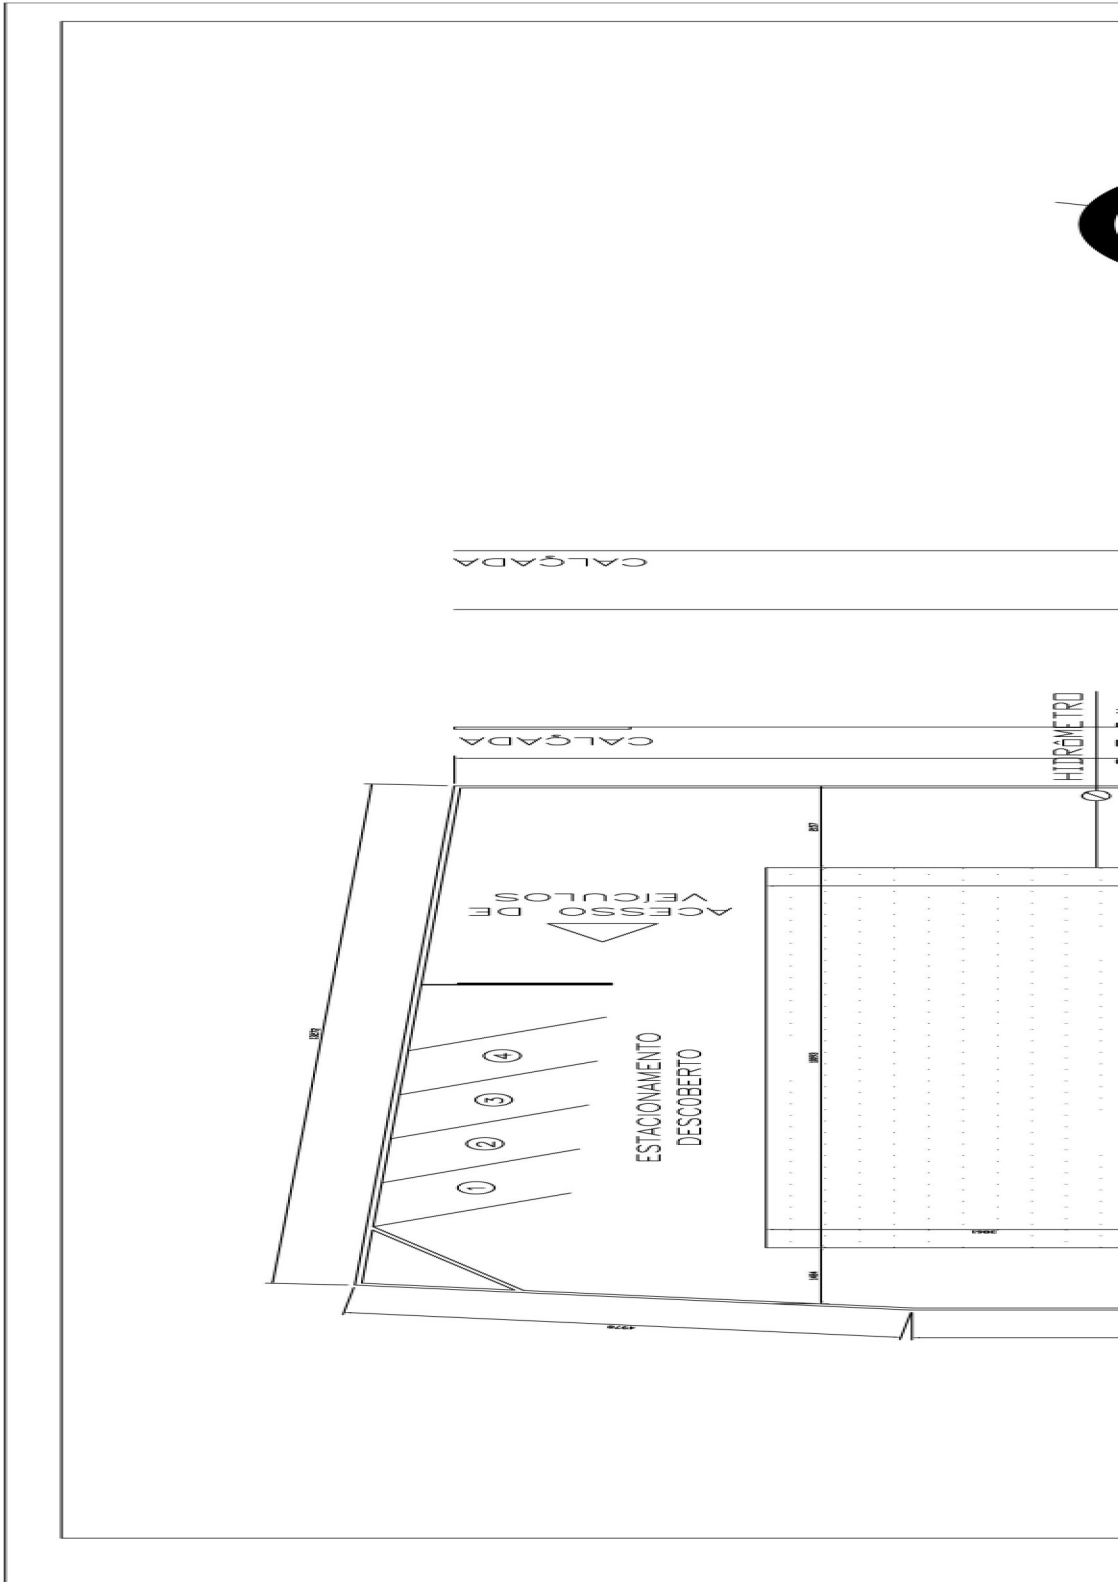 CALÇADA
CALÇADA
HIDRÔMETRO
ACESSO DE
VEÍCULOS
4
3
2
1
ESTACIONAMENTO
DESCOBERTO